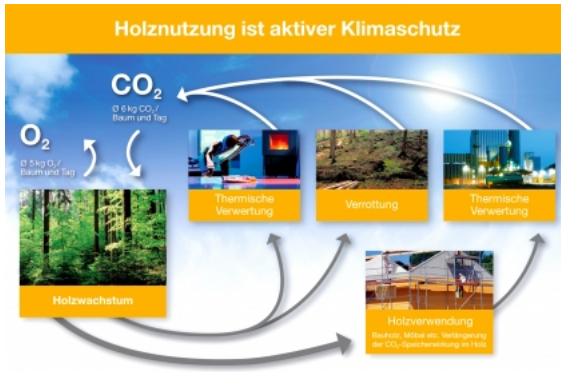 Holznutzung ist aktiver Klimaschutz
CO₂
Ø 6 kg CO₂/
Baum und Tag
O₂
Ø 5 kg O₂/
Baum und Tag
Thermische
Verwertung
Verrottung
Thermische
Verwertung
Holzwachstum
Holzverwendung
Bauholz, Möbel etc. Verlängerung
der CO₂-Speicherwirkung im Holz